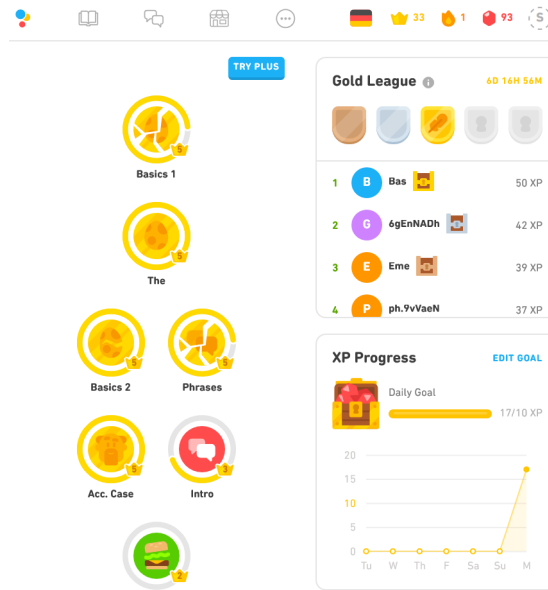 33 1 93 S
TRY PLUS
5
Basics 1
5
The
5 5
Basics 2 Phrases
5 3
Acc. Case Intro
2
Gold League i 6D 16H 56M
1 B Bas 50 XP
2 G 6gEnNADh 42 XP
3 E Eme 39 XP
4 P ph.9vVaeN 37 XP
XP Progress EDIT GOAL
Daily Goal
17/10 XP
20
15
10
5
0
Tu W Th F Sa Su M